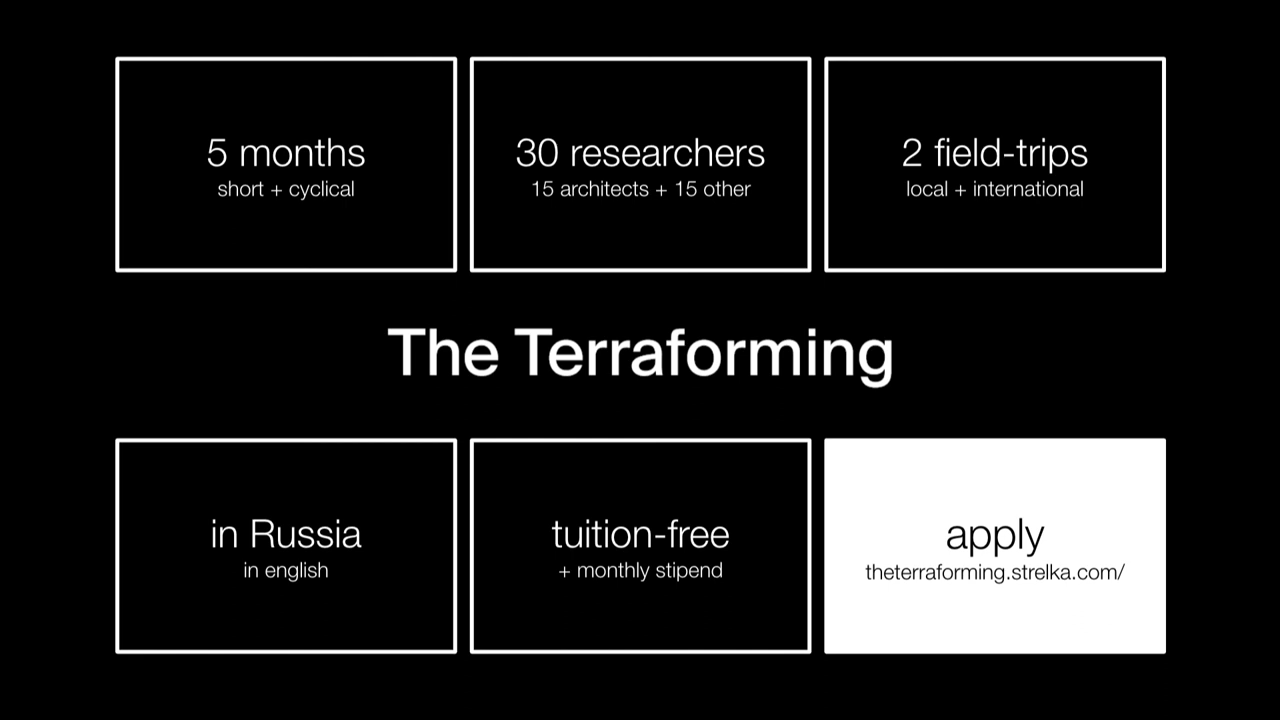 5 months
short + cyclical
30 researchers
15 architects + 15 other
2 field-trips
local + international
The Terraforming
in Russia
in english
tuition-free
+ monthly stipend
apply
theterraforming.strelka.com/